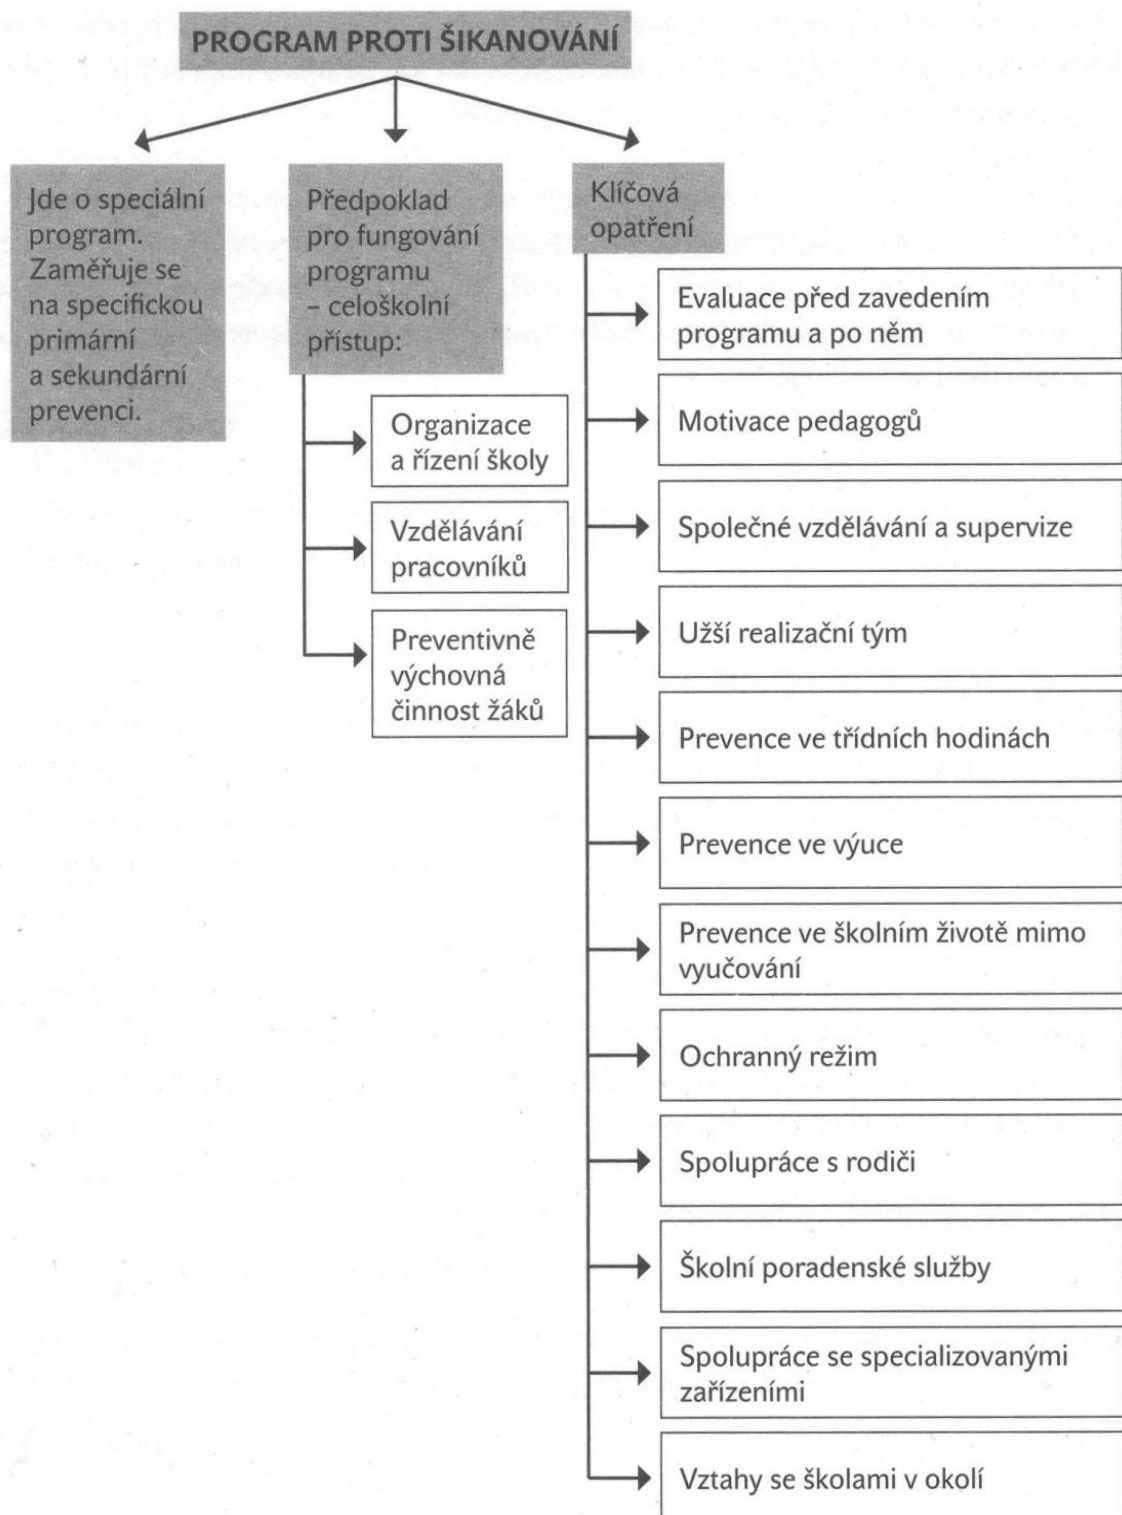 PROGRAM PROTI ŠIKANOVÁNÍ
Jde o speciální
program.
Zaměřuje se
na specifickou
primární
a sekundární
prevenci.
Předpoklad
pro fungování
programu
– celoškolní
přístup:
Organizace
a řízení školy
Vzdělávání
pracovníků
Preventivně
výchovná
činnost žáků
Klíčová
opatření
Evaluace před zavedením
programu a po něm
Motivace pedagogů
Společné vzdělávání a supervize
Užší realizační tým
Prevence ve třídních hodinách
Prevence ve výuce
Prevence ve školním životě mimo
vyučování
Ochranný režim
Spolupráce s rodiči
Školní poradenské služby
Spolupráce se specializovanými
zařízeními
Vztahy se školami v okolí